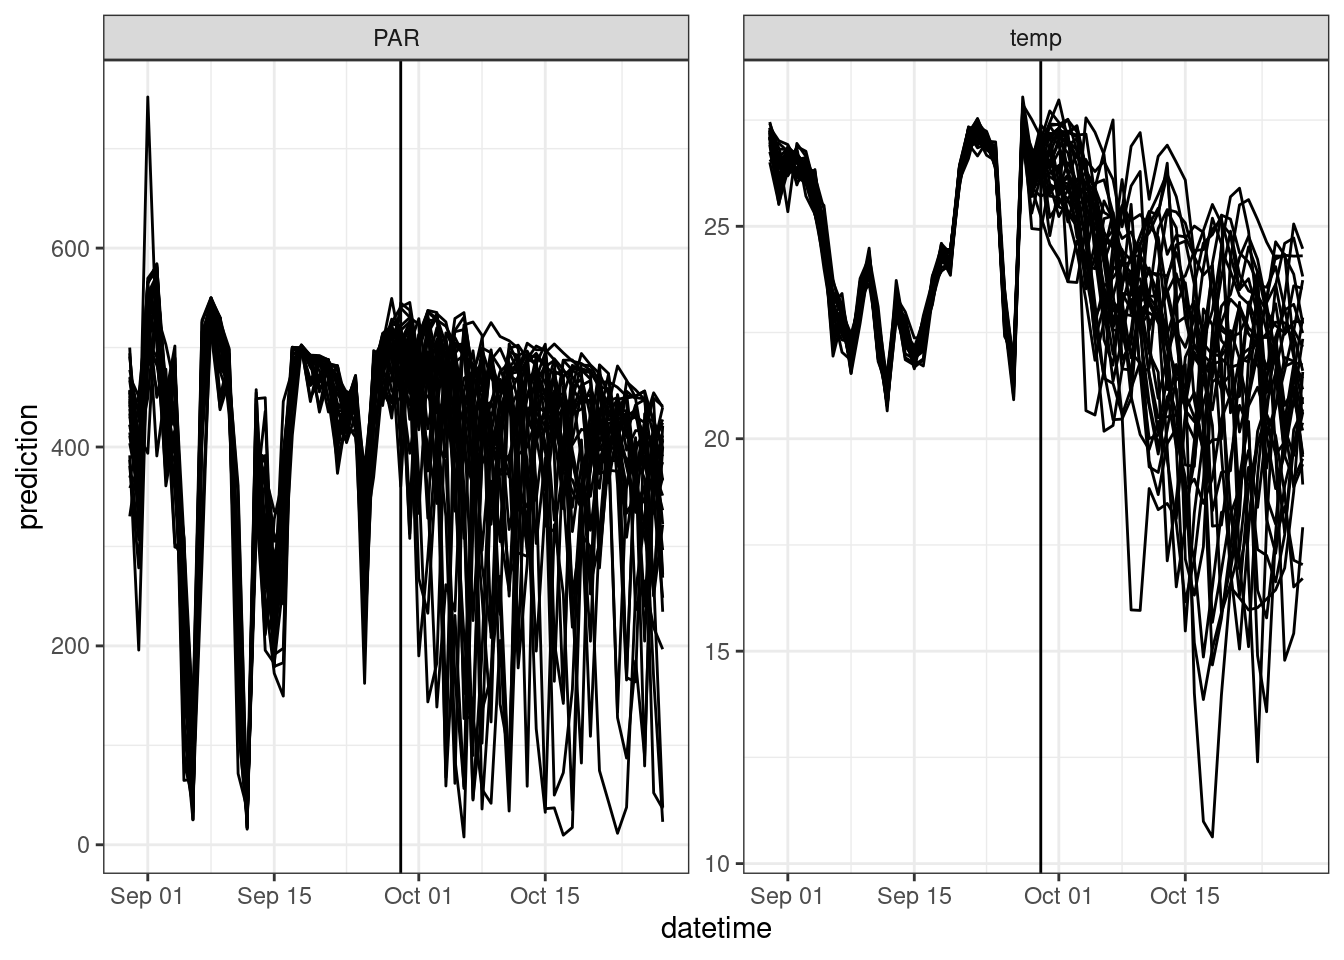 PAR
temp
prediction
600
400
200
0
25
20
15
10
Sep 01
Sep 15
Oct 01
Oct 15
Sep 01
Sep 15
Oct 01
Oct 15
datetime